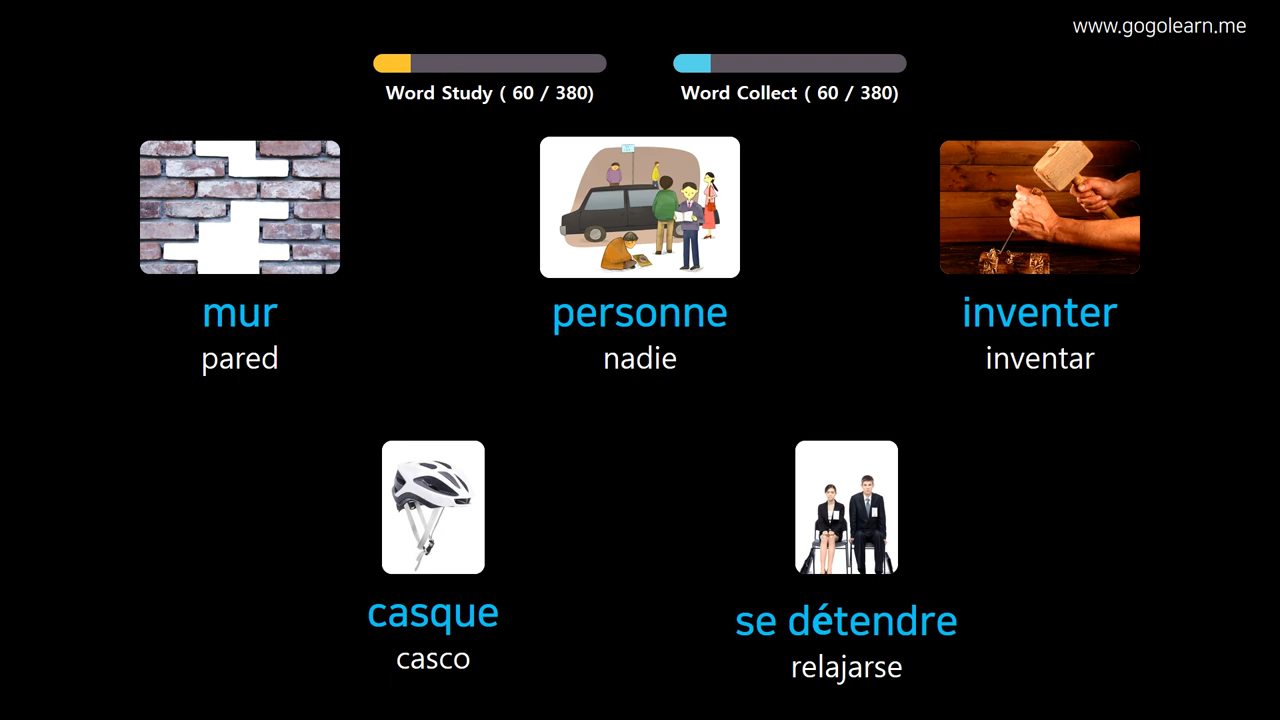 www.gogolearn.me
Word Study ( 60 / 380)
Word Collect ( 60 / 380)
mur
pared
personne
nadie
inventer
inventar
casque
casco
se détendre
relajarse